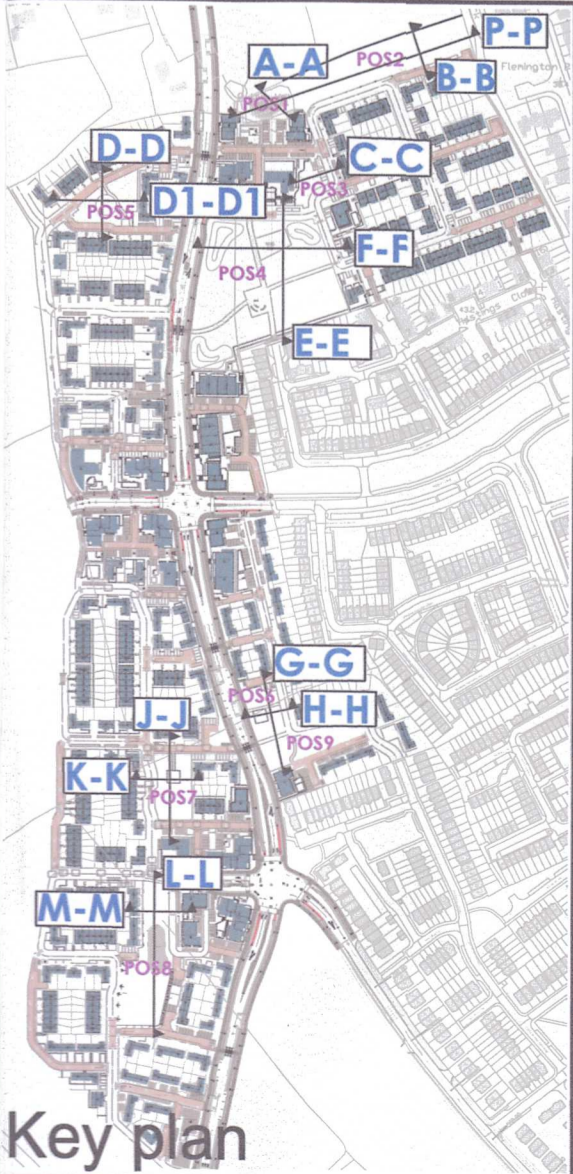 P-P
A-A
POS2
B-B
Flemington
POS1
D-D
C-C
POS3
D1-D1
POS5
F-F
POS4
E-E
G-G
POS6
H-H
J-J
POS9
K-K
POS7
L-L
M-M
POS8
Key plan